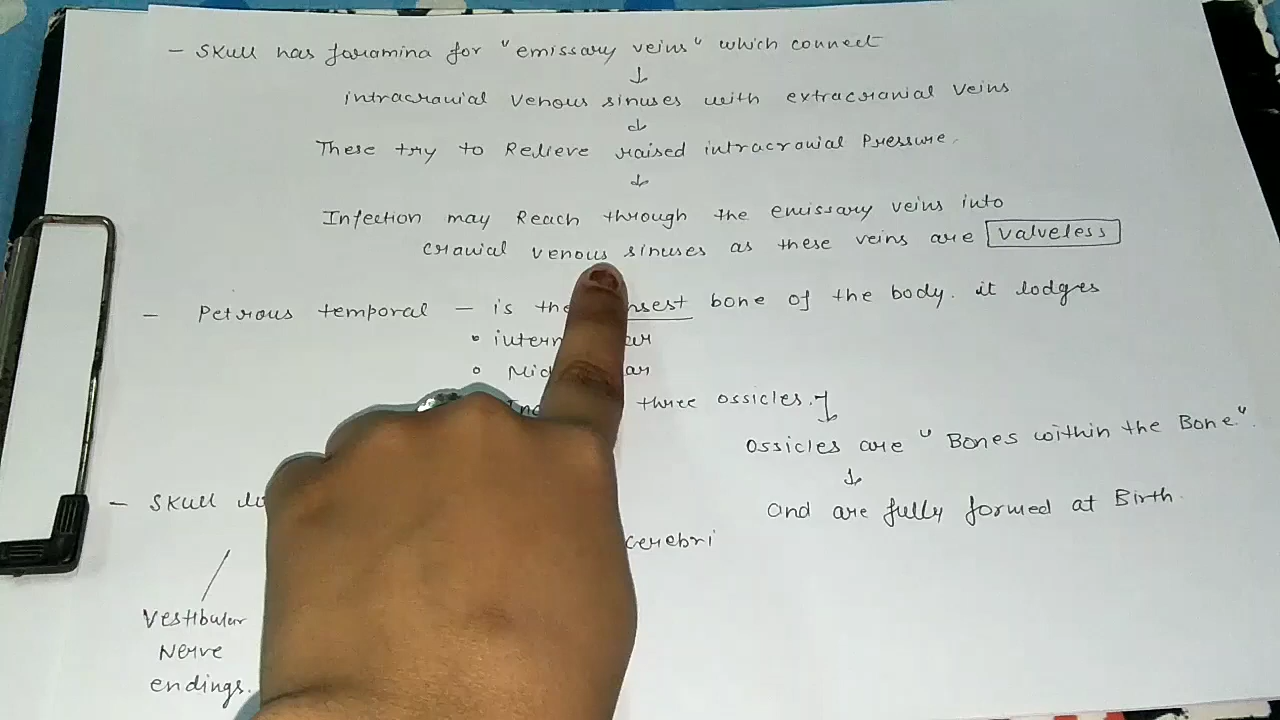 - Skull has foramina for "emissary veins" which connect
intracranial venous sinuses with extracranial veins
These try to Relieve raised intracranial Pressure.
Infection may Reach through the emissary veins into
cranial venous sinuses as these veins are valveless
- Petrous temporal - is the bone of the body. it lodges
three ossicles.
Ossicles are "Bones within the Bone".
- Skull
and are fully formed at Birth.
cerebri
Vestibular
Nerve
endings.